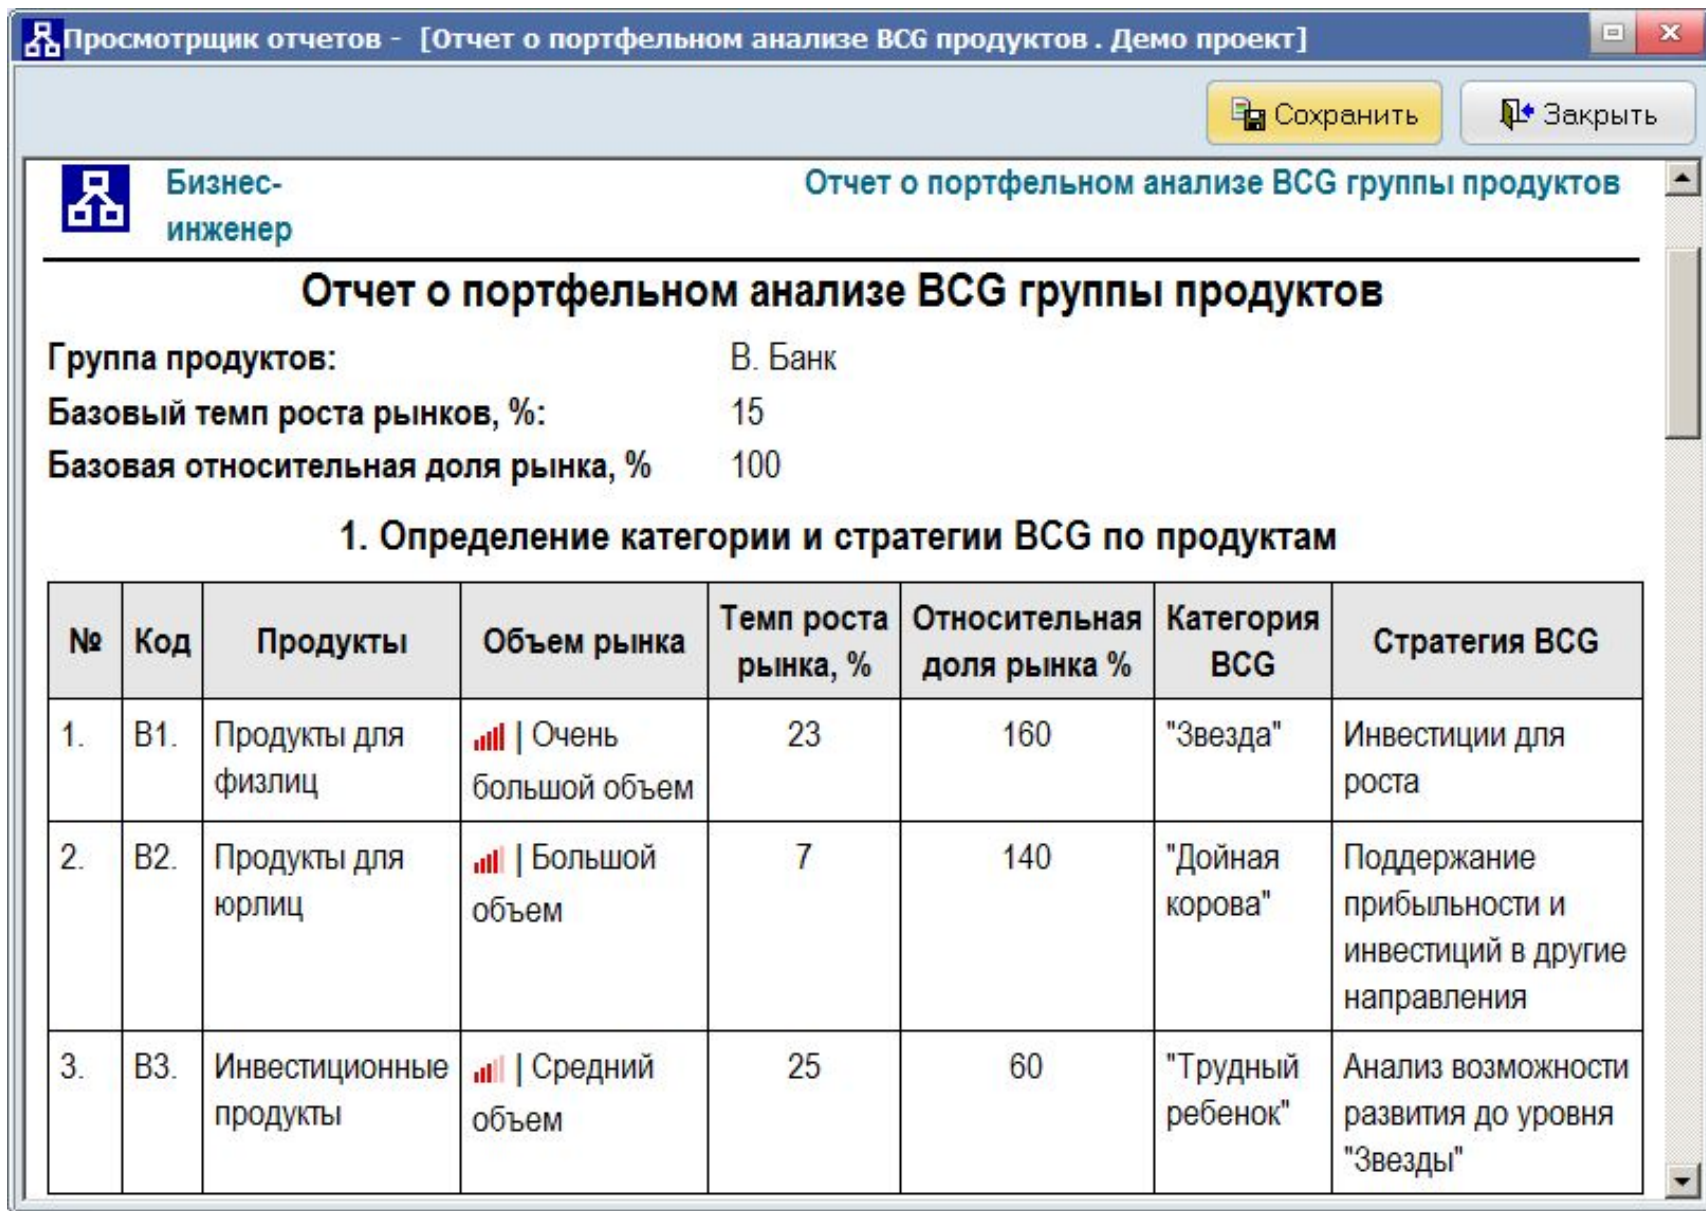 Просмотрщик отчетов - [Отчет о портфельном анализе BCG продуктов . Демо проект]
Сохранить
Закрыть
Бизнес-
инженер
Отчет о портфельном анализе BCG группы продуктов
Отчет о портфельном анализе BCG группы продуктов
Группа продуктов: В. Банк
Базовый темп роста рынков, %: 15
Базовая относительная доля рынка, % 100
1. Определение категории и стратегии BCG по продуктам
№ Код Продукты Объем рынка Темп роста рынка, % Относительная доля рынка % Категория BCG Стратегия BCG
1. В1. Продукты для физлиц | Очень большой объем 23 160 "Звезда" Инвестиции для роста
2. В2. Продукты для юрлиц | Большой объем 7 140 "Дойная корова" Поддержание прибыльности и инвестиций в другие направления
3. В3. Инвестиционные продукты | Средний объем 25 60 "Трудный ребенок" Анализ возможности развития до уровня "Звезды"